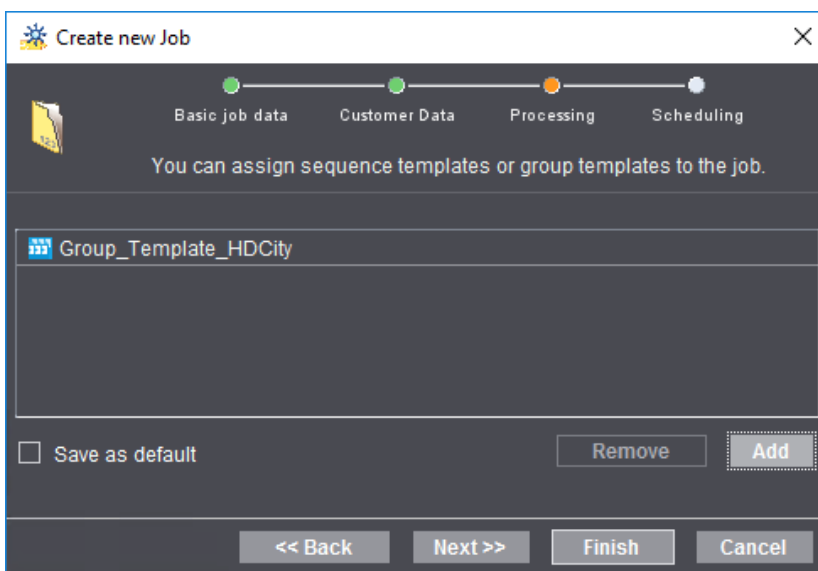 Create new Job
Basic job data Customer Data Processing Scheduling
You can assign sequence templates or group templates to the job.
Group_Template_HDCity
Save as default Remove Add
<< Back Next >> Finish Cancel